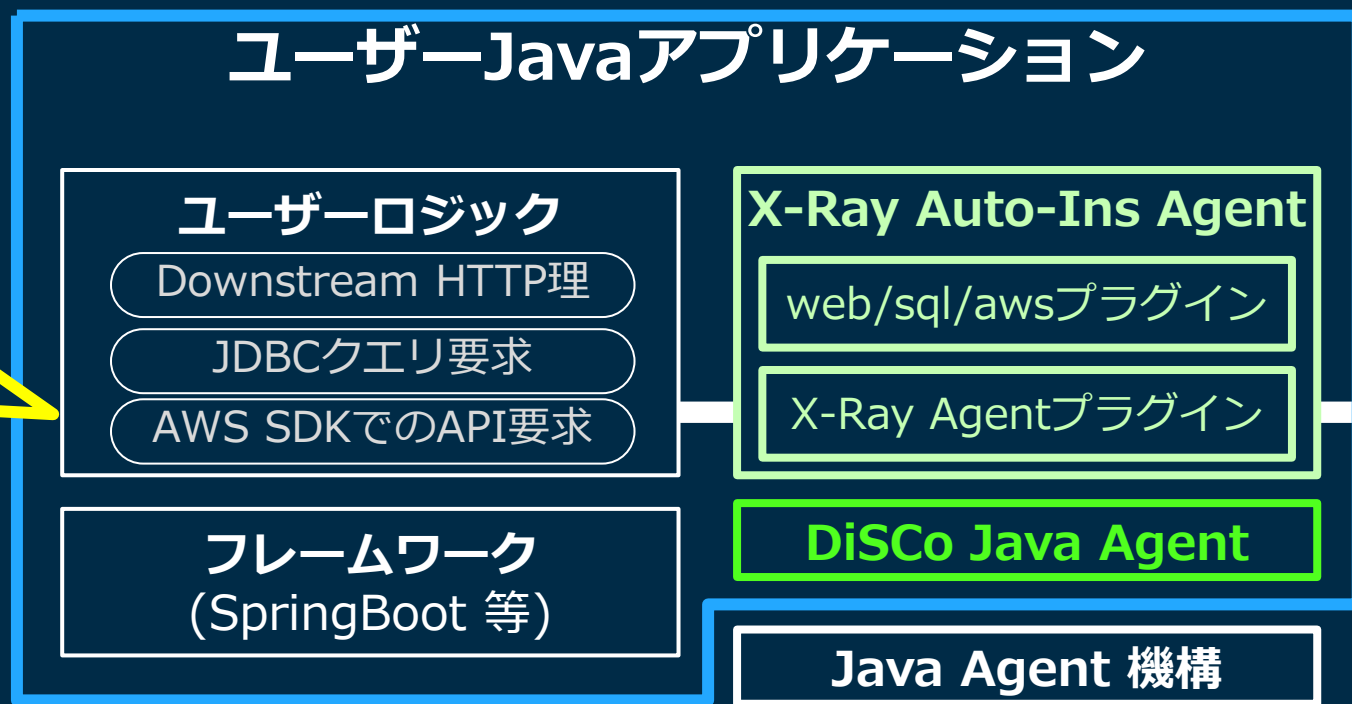 ユーザーJavaアプリケーション
ユーザーロジック
Downstream HTTP理
JDBCクエリ要求
AWS SDKでのAPI要求
フレームワーク
(SpringBoot 等)
X-Ray Auto-Ins Agent
web/sql/awsプラグイン
X-Ray Agentプラグイン
DiSCo Java Agent
Java Agent 機構